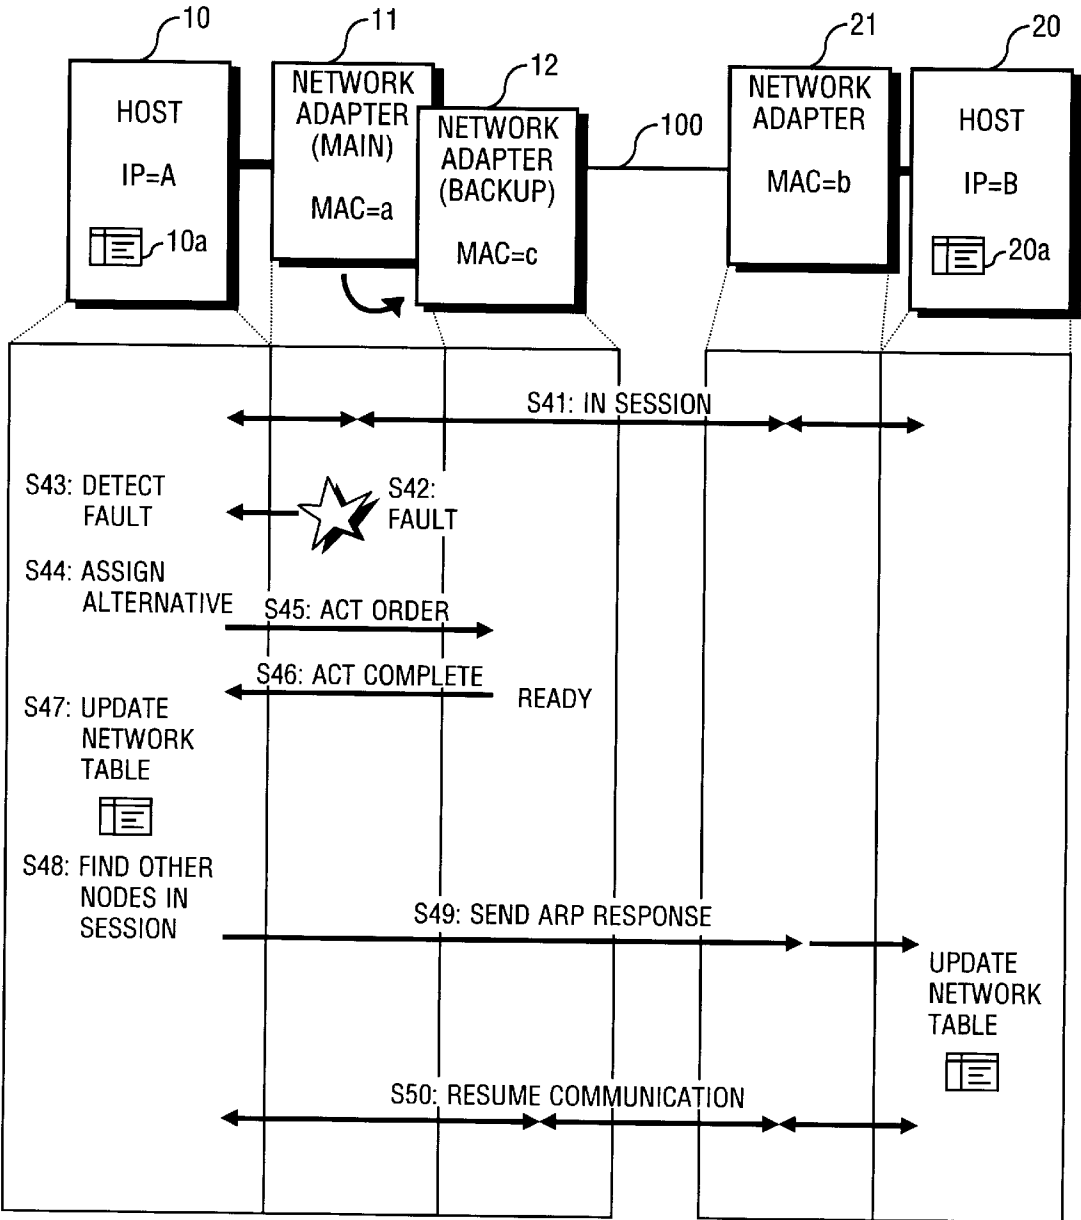 10
11
12
21
20
HOST
IP=A
10a
NETWORK
ADAPTER
(MAIN)
MAC=a
NETWORK
ADAPTER
(BACKUP)
MAC=c
100
NETWORK
ADAPTER
MAC=b
HOST
IP=B
20a
S41: IN SESSION
S43: DETECT
FAULT
S42:
FAULT
S44: ASSIGN
ALTERNATIVE
S45: ACT ORDER
S46: ACT COMPLETE
READY
S47: UPDATE
NETWORK
TABLE
S48: FIND OTHER
NODES IN
SESSION
S49: SEND ARP RESPONSE
UPDATE
NETWORK
TABLE
S50: RESUME COMMUNICATION